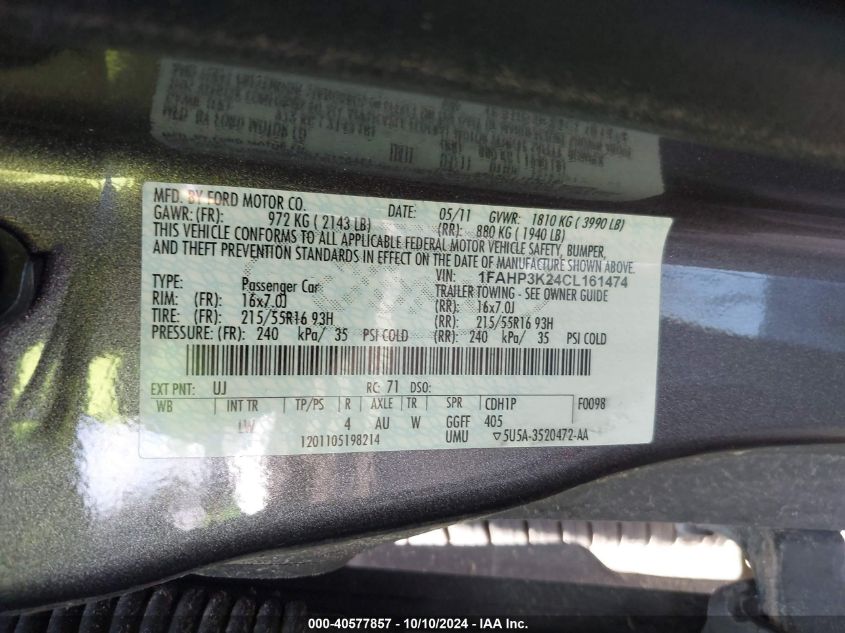 MFD. BY FORD MOTOR CO.
DATE: 05/11 GVWR: 1810 KG ( 3990 LB)
GAWR: (FR): 972 KG ( 2143 LB) (RR): 880 KG ( 1940 LB)
THIS VEHICLE CONFORMS TO ALL APPLICABLE FEDERAL MOTOR VEHICLE SAFETY, BUMPER,
AND THEFT PREVENTION STANDARDS IN EFFECT ON THE DATE OF MANUFACTURE SHOWN ABOVE.
VIN: 1FAHP3K24CL161474
TYPE: Passenger Car TRAILER TOWING - SEE OWNER GUIDE
RIM: (FR): 16x7.0J (RR): 16x7.0J
TIRE: (FR): 215/55R16 93H (RR): 215/55R16 93H
PRESSURE: (FR): 240 kPa/ 35 PSI COLD (RR): 240 kPa/ 35 PSI COLD
EXT PNT: UJ RC: 71 DSO:
WB INT TR TP/PS R AXLE TR SPR CDH1P F0098
LW 4 AU W GGFF 405
1201105198214 UMU ▽5U5A-3520472-AA
000-40577857 - 10/10/2024 - IAA Inc.